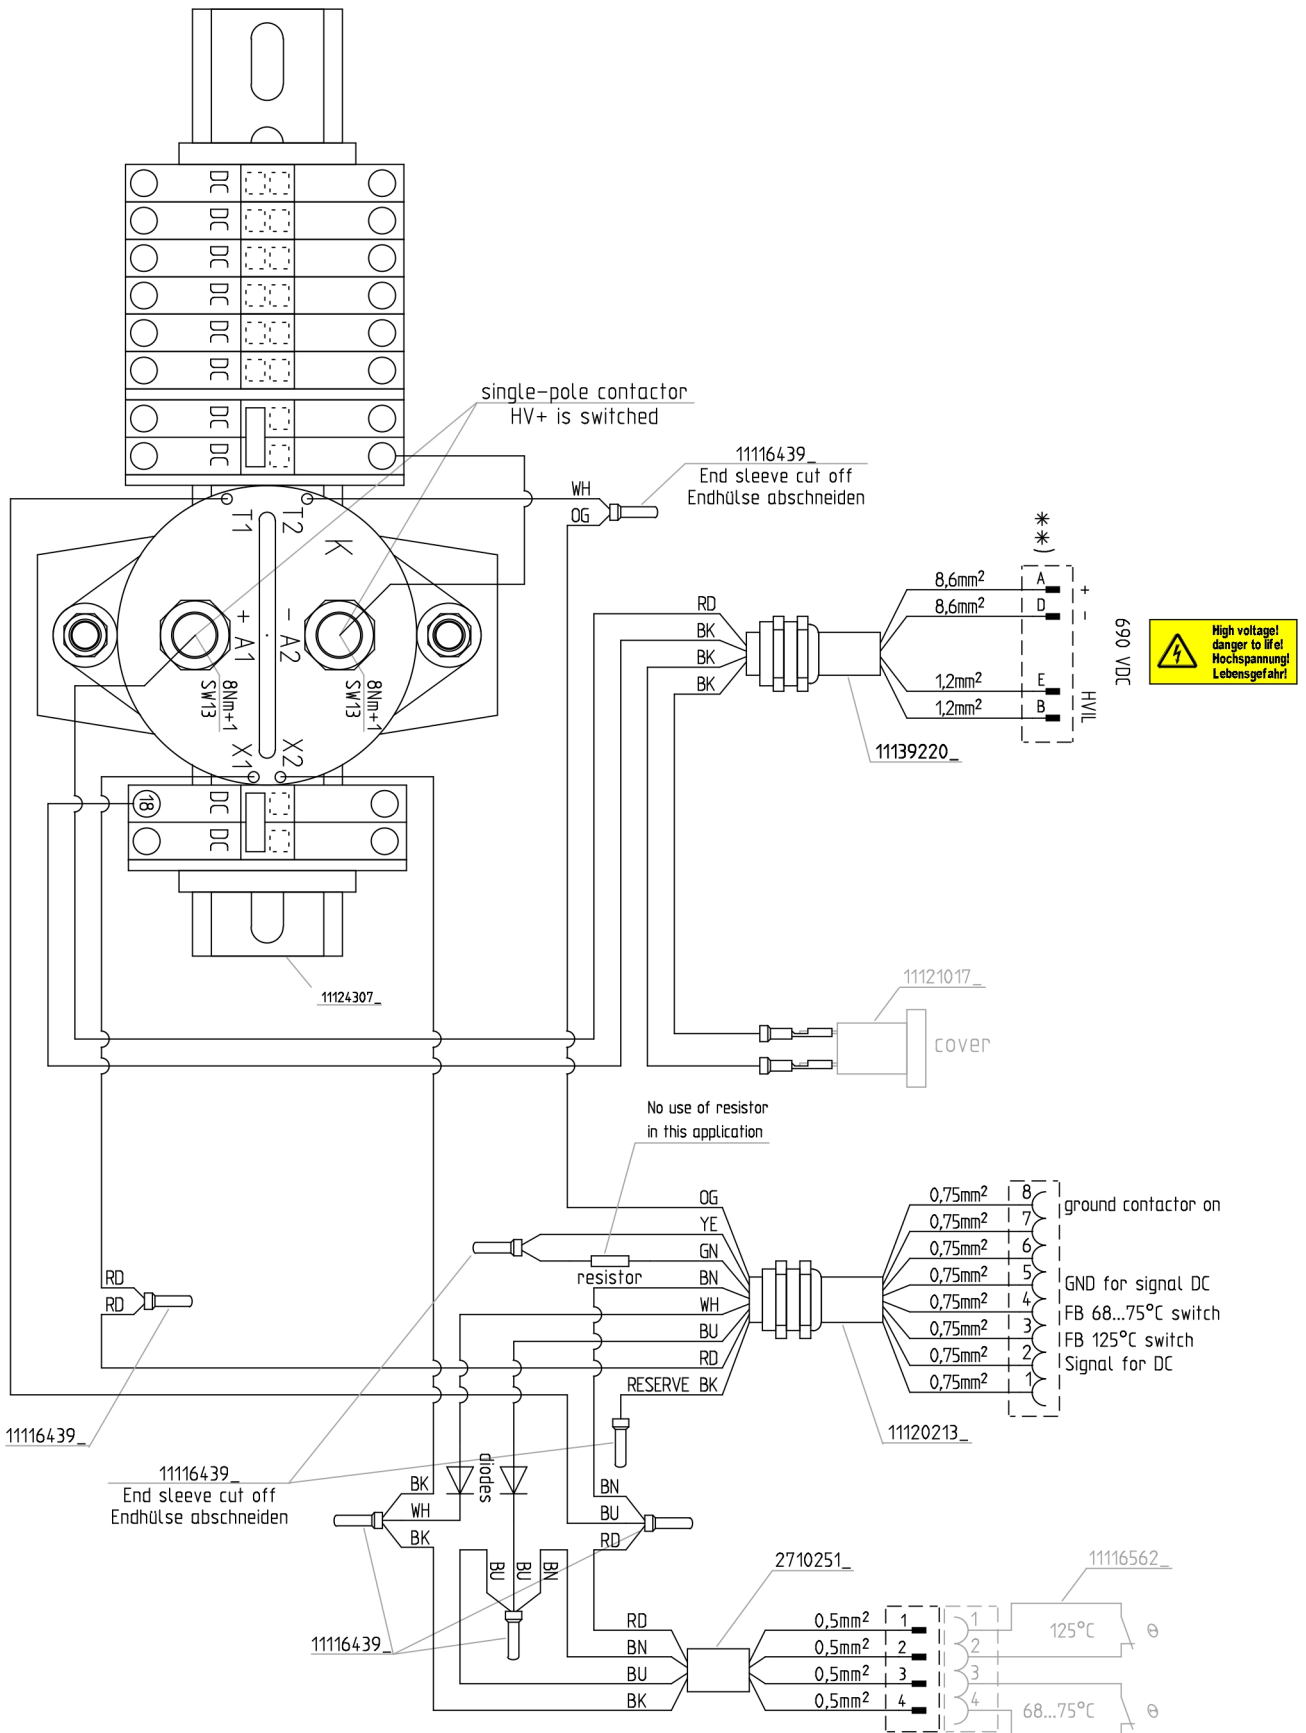 DC
DC
DC
DC
DC
DC
DC
DC
single-pole contactor
HV+ is switched
11116439_
End sleeve cut off
Endhülse abschneiden
WH
OG
T1
T2
K
+ A1
- A2
8Nm+1
SW13
8Nm+1
SW13
X1
X2
18
DC
DC
11124307_
**)
RD
BK
BK
BK
8,6mm²
8,6mm²
1,2mm²
1,2mm²
A
D
E
B
+
-
690 VDC
HVIL
High voltage!
danger to life!
Hochspannung!
Lebensgefahr!
11139220_
11121017_
cover
No use of resistor
in this application
OG
YE
GN
resistor
BN
WH
BU
RD
RESERVE BK
0,75mm²
0,75mm²
0,75mm²
0,75mm²
0,75mm²
0,75mm²
0,75mm²
0,75mm²
8
7
6
5
4
3
2
1
ground contactor on
GND for signal DC
FB 68...75°C switch
FB 125°C switch
Signal for DC
11120213_
RD
RD
11116439_
11116439_
End sleeve cut off
Endhülse abschneiden
diodes
BK
WH
BK
BU
BU
BN
BN
BU
RD
11116439_
2710251_
RD
BN
BU
BK
0,5mm²
0,5mm²
0,5mm²
0,5mm²
1
2
3
4
1
2
3
4
11116562_
125°C
ϑ
68...75°C
ϑ